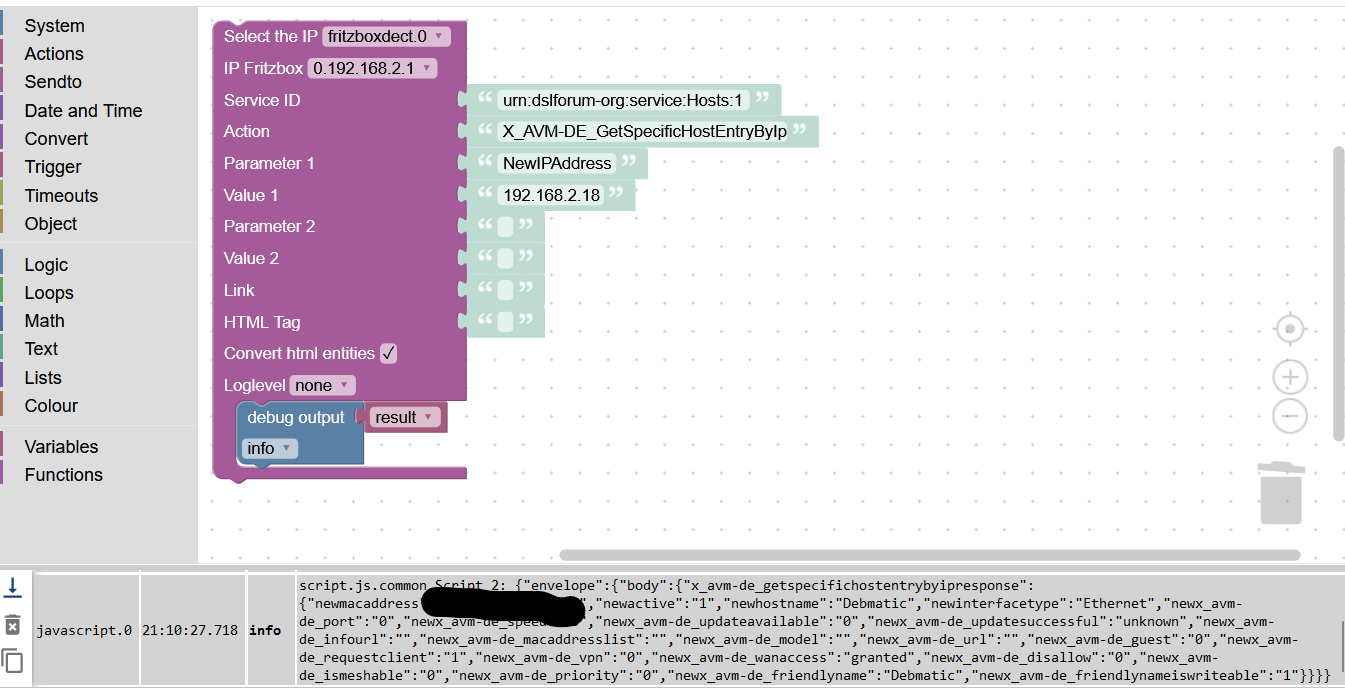 System
Actions
Sendto
Date and Time
Convert
Trigger
Timeouts
Object
Logic
Loops
Math
Text
Lists
Colour
Variables
Functions
Select the IP fritzboxdect.0
IP Fritzbox 0.192.168.2.1
Service ID “ urn:dslforum-org:service:Hosts:1 ”
Action “ X_AVM-DE_GetSpecificHostEntryByIp ”
Parameter 1 “ NewIPAddress ”
Value 1 “ 192.168.2.18 ”
Parameter 2 “ ”
Value 2 “ ”
Link “ ”
HTML Tag “ ”
Convert html entities ✓
Loglevel none
debug output result
info
javascript.0 21:10:27.718 info
script.js.common.Script_2: {"envelope":{"body":{"x_avm-de_getspecifichostentrybyipresponse":
{"newmacaddress ","newactive":"1","newhostname":"Debmatic","newinterfacetype":"Ethernet","newx_avm-
de_port":"0","newx_avm-de_speed ","newx_avm-de_updateavailable":"0","newx_avm-de_updatesuccessful":"unknown","newx_avm-
de_infourl":"","newx_avm-de_macaddresslist":"","newx_avm-de_model":"","newx_avm-de_url":"","newx_avm-de_guest":"0","newx_avm-
de_requestclient":"1","newx_avm-de_vpn":"0","newx_avm-de_wanaccess":"granted","newx_avm-de_disallow":"0","newx_avm-
de_ismeshable":"0","newx_avm-de_priority":"0","newx_avm-de_friendlyname":"Debmatic","newx_avm-de_friendlynameiswriteable":"1"}}}}